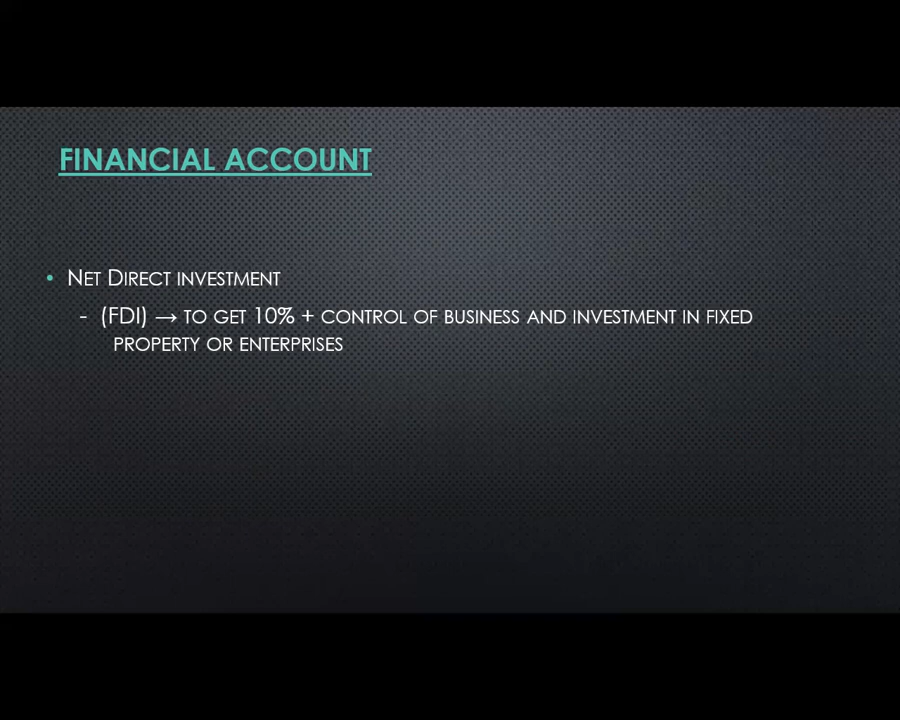 FINANCIAL ACCOUNT
• NET DIRECT INVESTMENT
- (FDI) → TO GET 10% + CONTROL OF BUSINESS AND INVESTMENT IN FIXED
PROPERTY OR ENTERPRISES